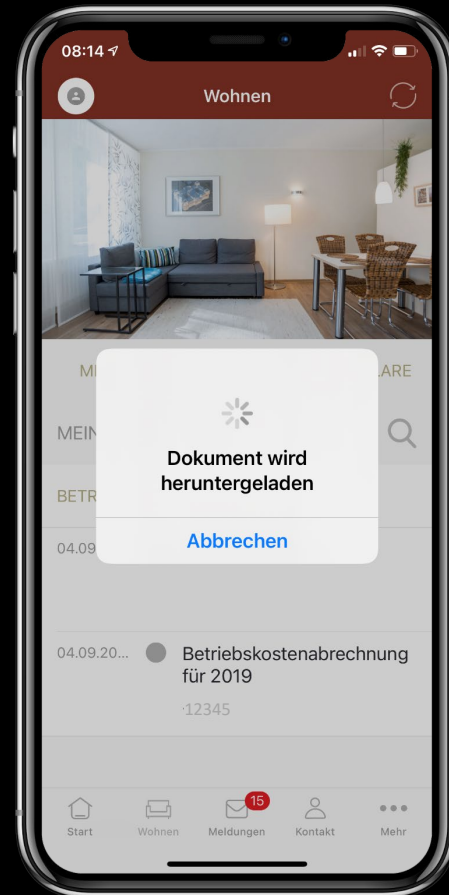 08:14
Wohnen
MEIN
BETR
Dokument wird
heruntergeladen
Abbrechen
04.09
04.09.20...
Betriebskostenabrechnung
für 2019
12345
15
Start
Wohnen
Meldungen
Kontakt
Mehr